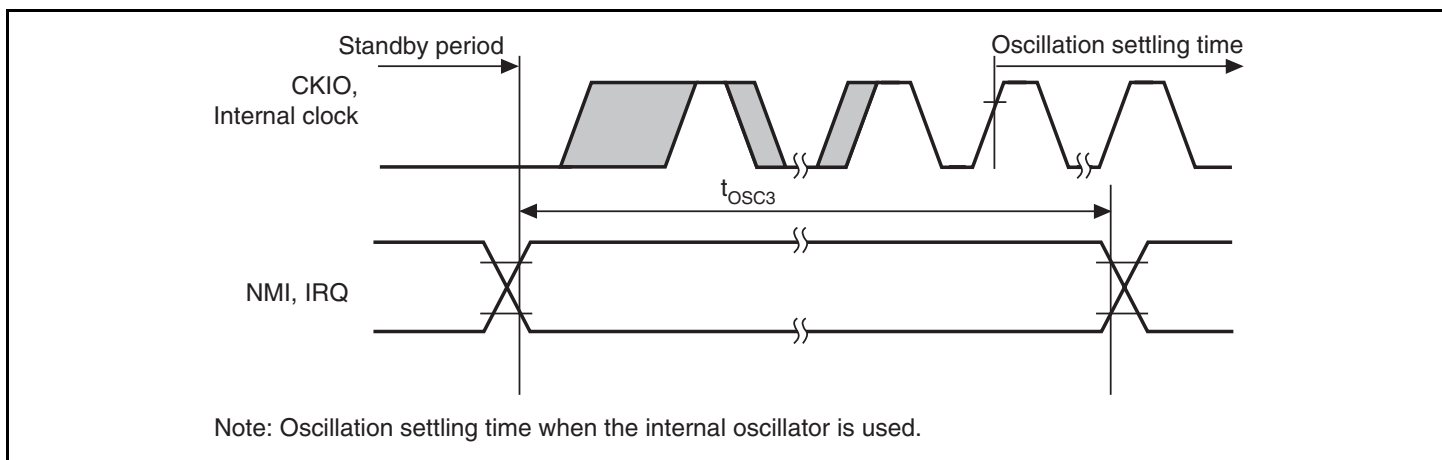 Standby period
Oscillation settling time
CKIO,
Internal clock
tOSC3
NMI, IRQ
Note: Oscillation settling time when the internal oscillator is used.